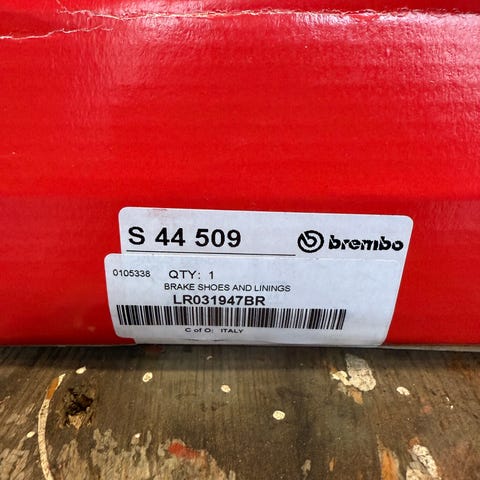 S 44 509 brembo
0105338 QTY: 1
BRAKE SHOES AND LININGS
LR031947BR
C of O: ITALY